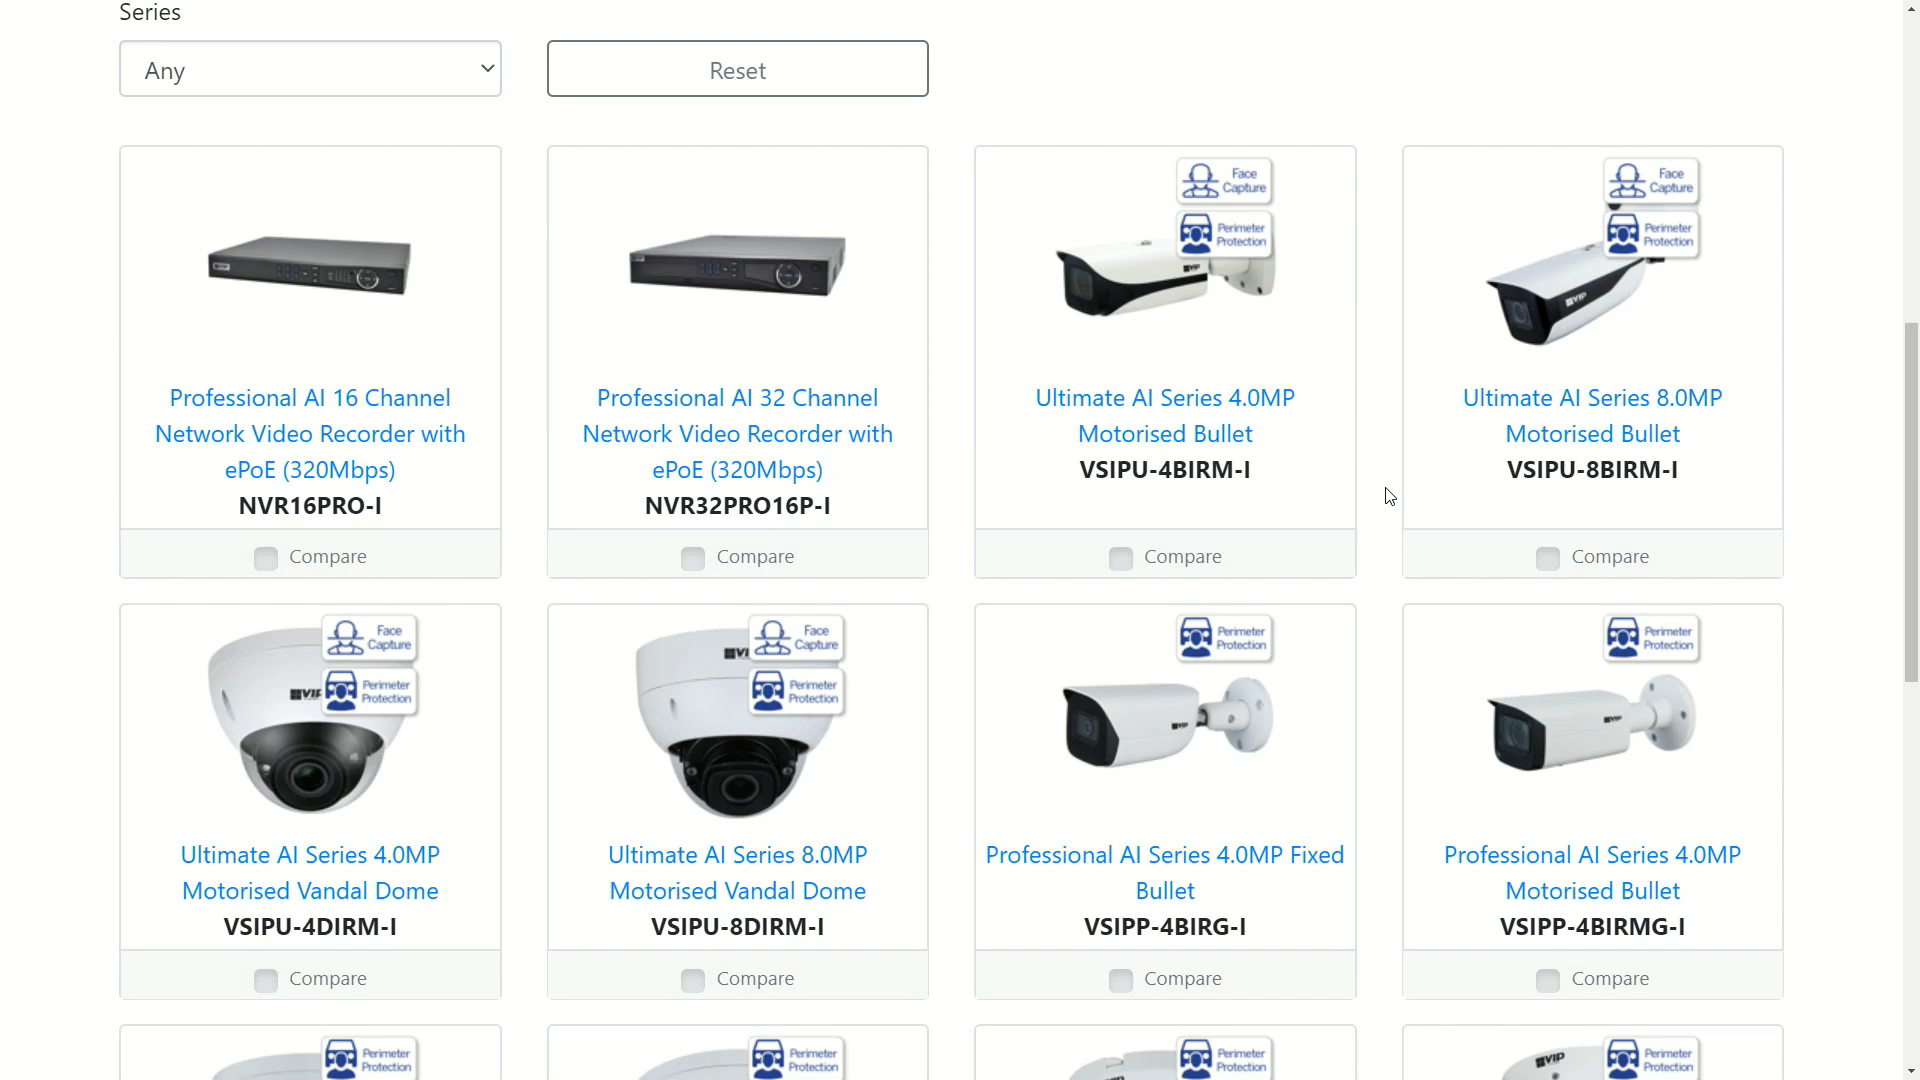 Series
Any
Reset
Professional AI 16 Channel
Network Video Recorder with
ePoE (320Mbps)
NVR16PRO-I
Compare
Professional AI 32 Channel
Network Video Recorder with
ePoE (320Mbps)
NVR32PRO16P-I
Compare
Face
Capture
Perimeter
Protection
VIP
Ultimate AI Series 4.0MP
Motorised Bullet
VSIPU-4BIRM-I
Compare
Face
Capture
Perimeter
Protection
VIP
Ultimate AI Series 8.0MP
Motorised Bullet
VSIPU-8BIRM-I
Compare
Face
Capture
Perimeter
Protection
VIP
Ultimate AI Series 4.0MP
Motorised Vandal Dome
VSIPU-4DIRM-I
Compare
Face
Capture
Perimeter
Protection
Ultimate AI Series 8.0MP
Motorised Vandal Dome
VSIPU-8DIRM-I
Compare
Perimeter
Protection
VIP
Professional AI Series 4.0MP Fixed
Bullet
VSIPP-4BIRG-I
Compare
Perimeter
Protection
VIP
Professional AI Series 4.0MP
Motorised Bullet
VSIPP-4BIRMG-I
Compare
Perimeter
Protection
Perimeter
Protection
Perimeter
Protection
VIP
Perimeter
Protection